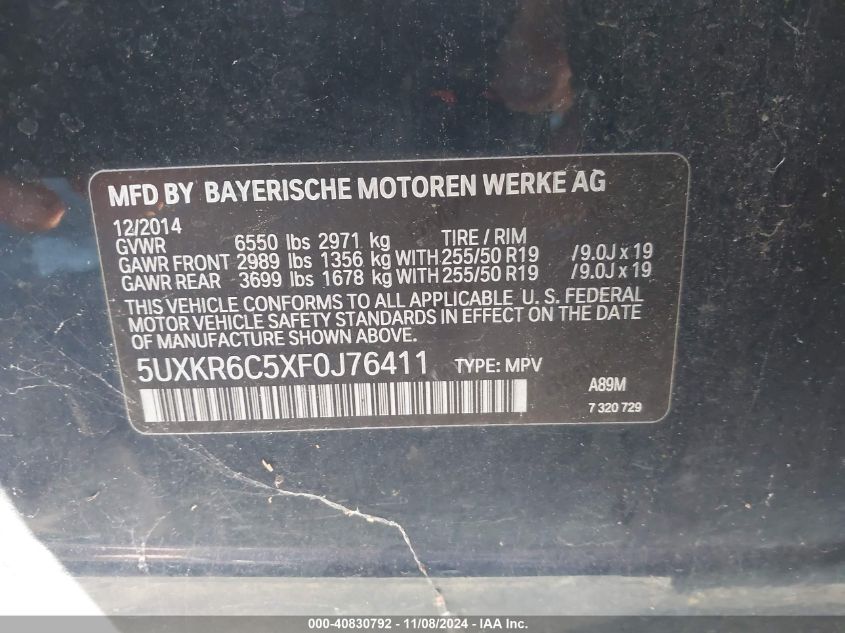 MFD BY BAYERISCHE MOTOREN WERKE AG
12/2014
GVWR 6550 lbs 2971 kg TIRE / RIM
GAWR FRONT 2989 lbs 1356 kg WITH 255/50 R19 /9.0J x 19
GAWR REAR 3699 lbs 1678 kg WITH 255/50 R19 /9.0J x 19
THIS VEHICLE CONFORMS TO ALL APPLICABLE U. S. FEDERAL
MOTOR VEHICLE SAFETY STANDARDS IN EFFECT ON THE DATE
OF MANUFACTURE SHOWN ABOVE.
5UXKR6C5XF0J76411 TYPE: MPV
A89M
7 320 729
000-40830792 - 11/08/2024 - IAA Inc.